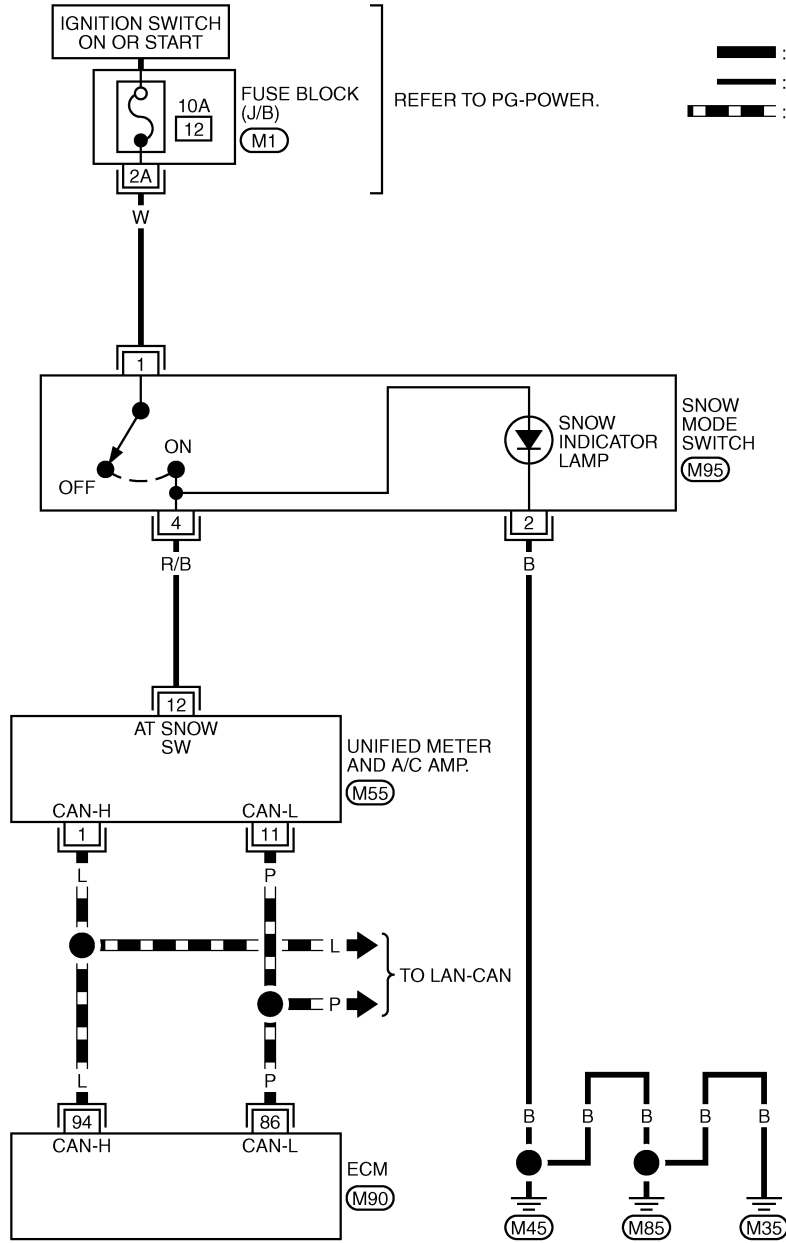 IGNITION SWITCH
ON OR START
10A
12
FUSE BLOCK
(J/B)
M1
REFER TO PG-POWER.
:
:
:
2A
W
1
OFF
ON
SNOW
INDICATOR
LAMP
SNOW
MODE
SWITCH
M95
4
2
R/B
B
12
AT SNOW
SW
UNIFIED METER
AND A/C AMP.
M55
CAN-H
CAN-L
1
11
L
P
L
P
TO LAN-CAN
L
P
94
86
CAN-H
CAN-L
ECM
M90
B
B
B
B
B
M45
M85
M35